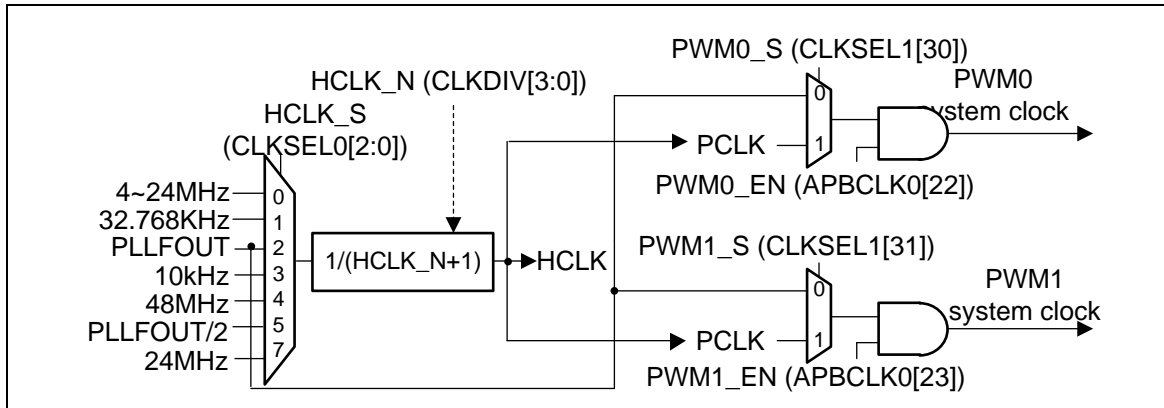 PWM0_S (CLKSEL1[30])
PWM0
system clock
HCLK_N (CLKDIV[3:0])
HCLK_S
(CLKSEL0[2:0])
0
PCLK
1
PWM0_EN (APBCLK0[22])
4~24MHz
0
32.768KHz
1
PLLFOUT
2
10kHz
3
48MHz
4
PLLFOUT/2
5
24MHz
7
1/(HCLK_N+1)
HCLK
PWM1_S (CLKSEL1[31])
PWM1
system clock
0
PCLK
1
PWM1_EN (APBCLK0[23])